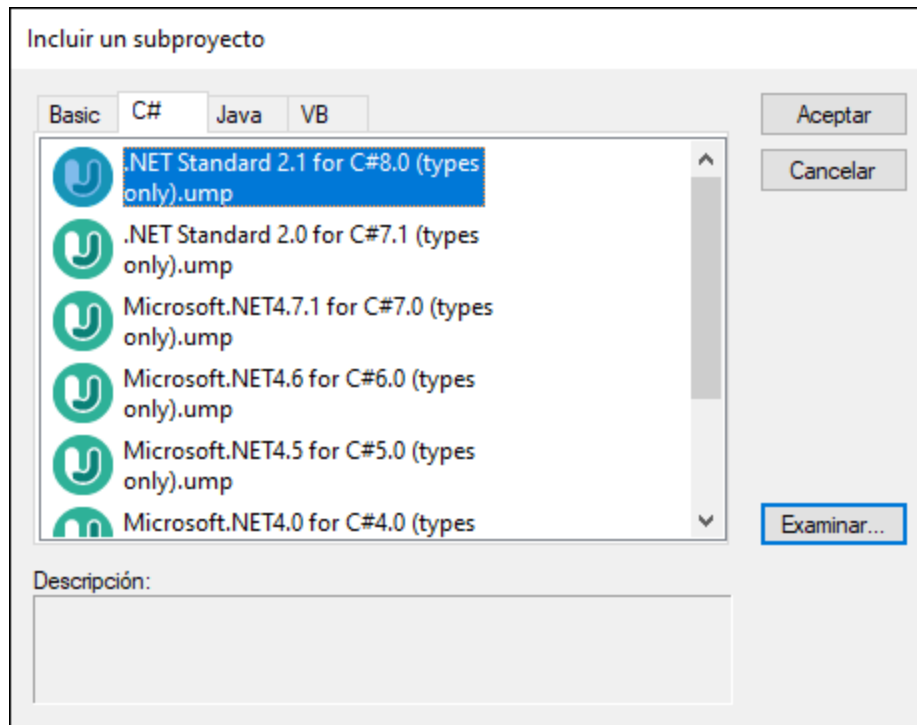 Incluir un subproyecto
Basic C# Java VB
Aceptar
Cancelar
.NET Standard 2.1 for C#8.0 (types
only).ump
.NET Standard 2.0 for C#7.1 (types
only).ump
Microsoft.NET4.7.1 for C#7.0 (types
only).ump
Microsoft.NET4.6 for C#6.0 (types
only).ump
Microsoft.NET4.5 for C#5.0 (types
only).ump
Microsoft.NET4.0 for C#4.0 (types
Examinar...
Descripción: